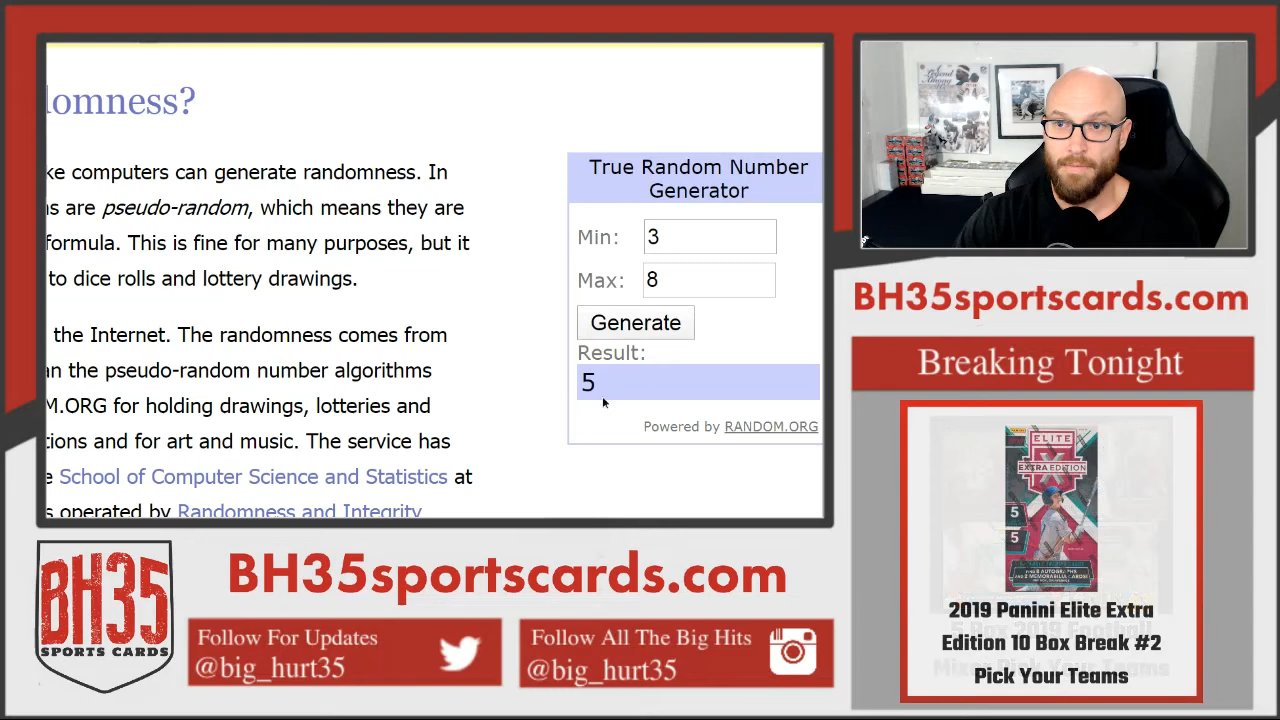 domness?
ke computers can generate randomness. In
s are pseudo-random, which means they are
formula. This is fine for many purposes, but it
to dice rolls and lottery drawings.
the Internet. The randomness comes from
an the pseudo-random number algorithms
M.ORG for holding drawings, lotteries and
tions and for art and music. The service has
e School of Computer Science and Statistics at
s operated by Randomness and Integrity
True Random Number
Generator
Min: 3
Max: 8
Generate
Result:
5
Powered by RANDOM.ORG
Legend
BH35sportscards.com
Breaking Tonight
PANINI
ELITE
X
EXTRA EDITION
5
5
2019 Panini Elite Extra
Edition 10 Box Break #2
Pick Your Teams
BH35
SPORTS CARDS
BH35sportscards.com
Follow For Updates
@big_hurt35
Follow All The Big Hits
@big_hurt35